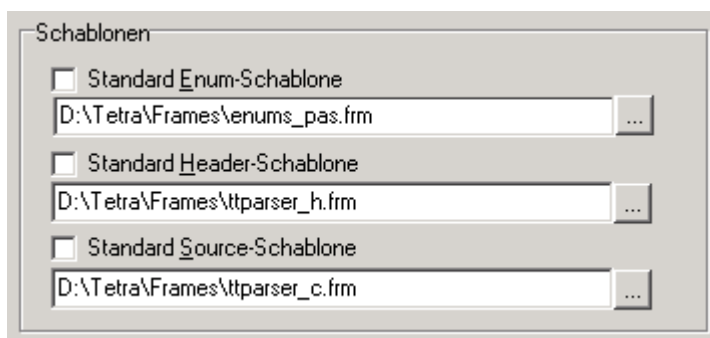 Schablonen
Standard Enum-Schablone
D:\Tetra\Frames\enums_pas.frm
...
Standard Header-Schablone
D:\Tetra\Frames\ttparser_h.frm
...
Standard Source-Schablone
D:\Tetra\Frames\ttparser_c.frm
...